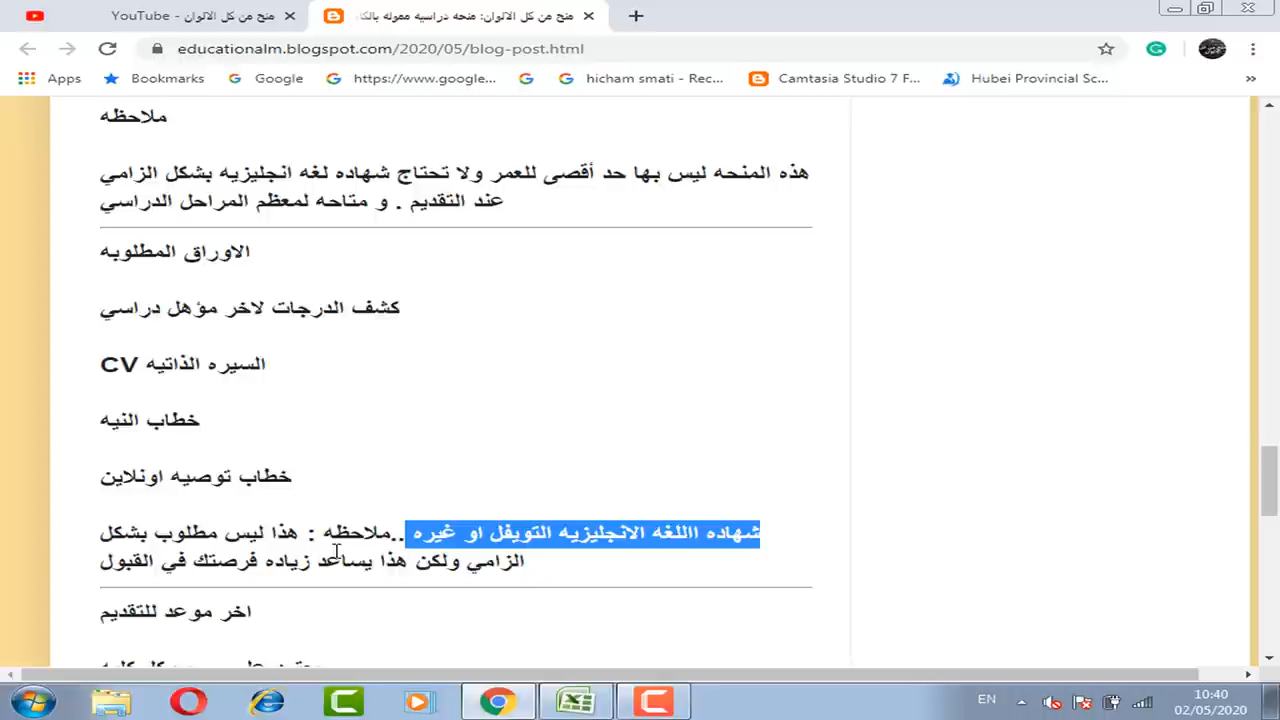 منح من كل الالوان - YouTube
منح من كل الالوان: منحه دراسيه مموله بالكا
educationalm.blogspot.com/2020/05/blog-post.html
Apps
Bookmarks
Google
https://www.google...
hicham smati - Rec...
Camtasia Studio 7 F...
Hubei Provincial Sc...
»
ملاحظه
هذه المنحه ليس بها حد أقصى للعمر ولا تحتاج شهاده لغه انجليزيه بشكل الزامي
عند التقديم . و متاحه لمعظم المراحل الدراسي
الاوراق المطلوبه
كشف الدرجات لاخر مؤهل دراسي
السيره الذاتيه CV
خطاب النيه
خطاب توصيه اونلاين
شهاده االلغه الانجليزيه التويفل او غيره ..ملاحظه : هذا ليس مطلوب بشكل
الزامي ولكن هذا يساعد زياده فرصتك في القبول
اخر موعد للتقديم
EN
10:40
02/05/2020